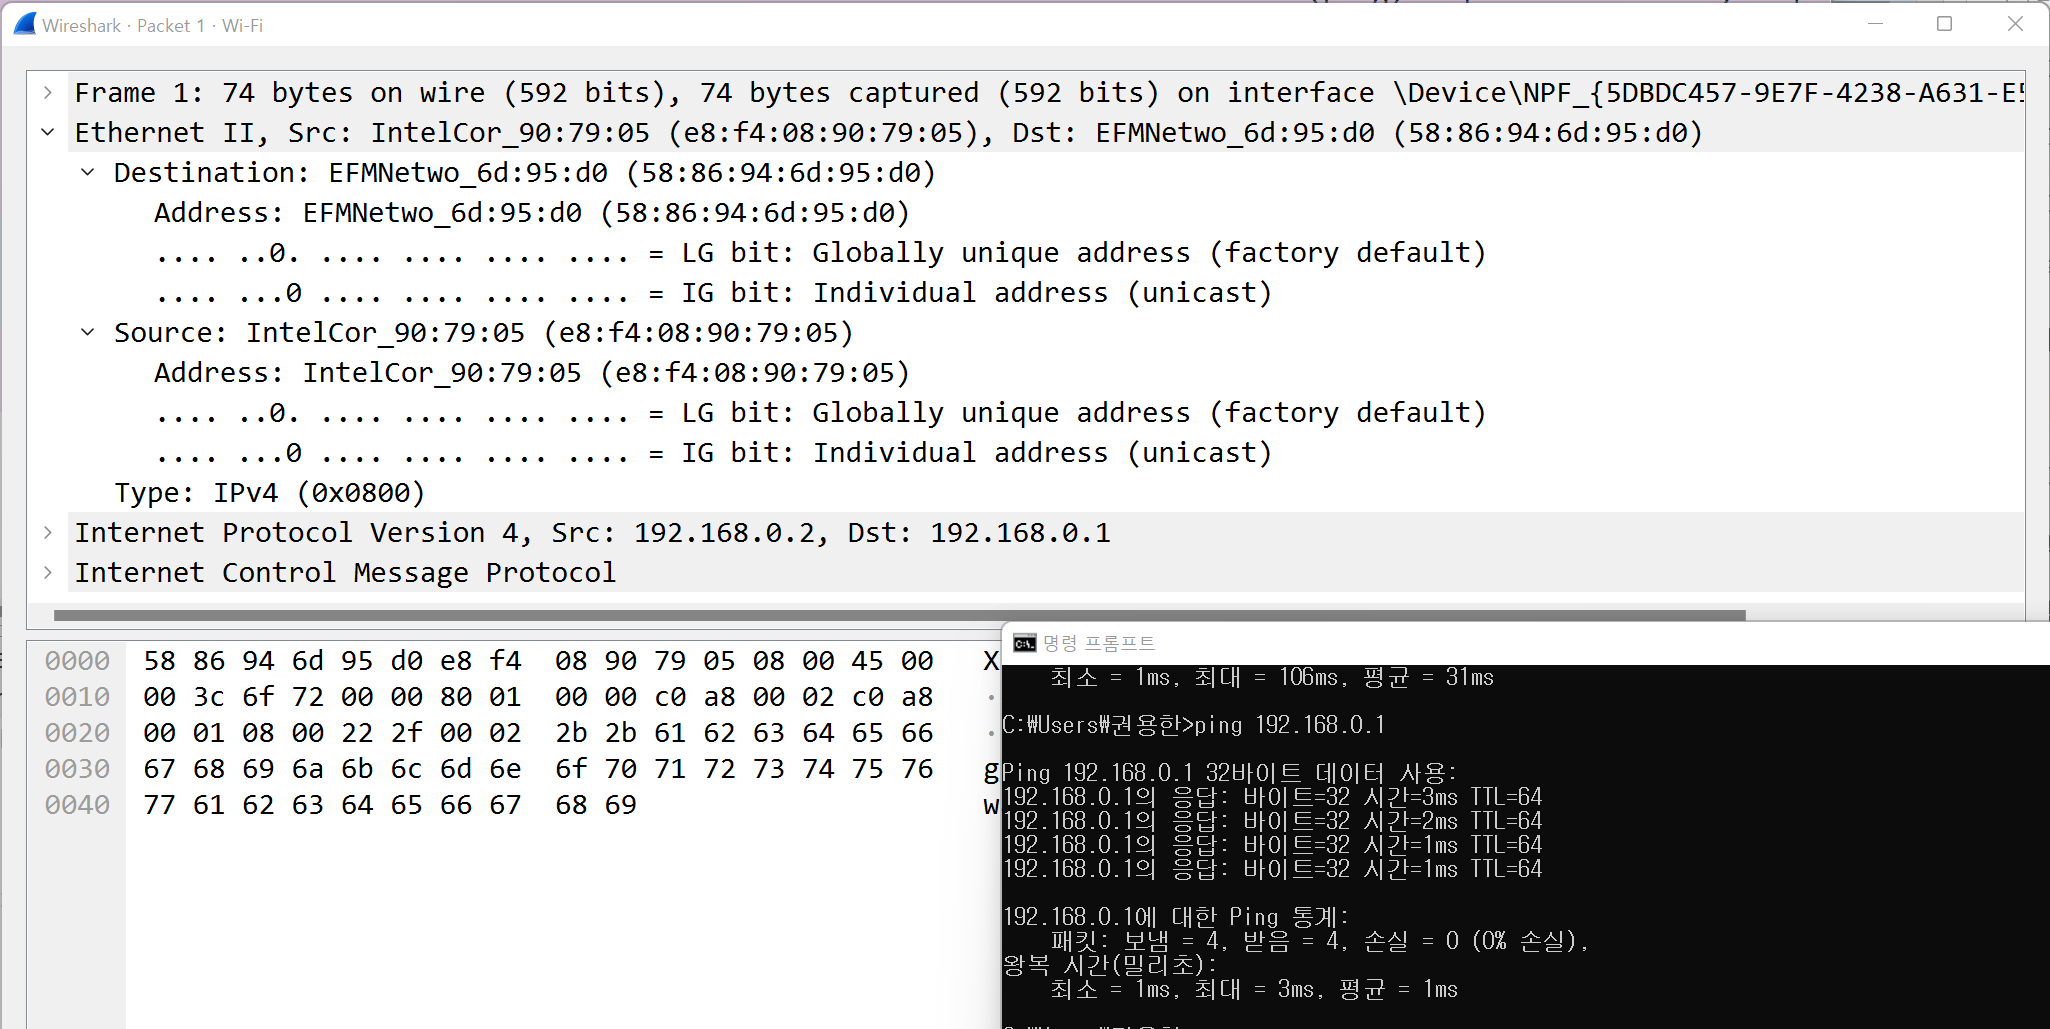 Wireshark · Packet 1 · Wi-Fi
Frame 1: 74 bytes on wire (592 bits), 74 bytes captured (592 bits) on interface \Device\NPF_{5DBDC457-9E7F-4238-A631-E5
Ethernet II, Src: IntelCor_90:79:05 (e8:f4:08:90:79:05), Dst: EFMNetwo_6d:95:d0 (58:86:94:6d:95:d0)
Destination: EFMNetwo_6d:95:d0 (58:86:94:6d:95:d0)
Address: EFMNetwo_6d:95:d0 (58:86:94:6d:95:d0)
.... ..0. .... .... .... .... = LG bit: Globally unique address (factory default)
.... ...0 .... .... .... .... = IG bit: Individual address (unicast)
Source: IntelCor_90:79:05 (e8:f4:08:90:79:05)
Address: IntelCor_90:79:05 (e8:f4:08:90:79:05)
.... ..0. .... .... .... .... = LG bit: Globally unique address (factory default)
.... ...0 .... .... .... .... = IG bit: Individual address (unicast)
Type: IPv4 (0x0800)
Internet Protocol Version 4, Src: 192.168.0.2, Dst: 192.168.0.1
Internet Control Message Protocol
0000 58 86 94 6d 95 d0 e8 f4 08 90 79 05 08 00 45 00 X
0010 00 3c 6f 72 00 00 80 01 00 00 c0 a8 00 02 c0 a8 .
0020 00 01 08 00 22 2f 00 02 2b 2b 61 62 63 64 65 66 .
0030 67 68 69 6a 6b 6c 6d 6e 6f 70 71 72 73 74 75 76 g
0040 77 61 62 63 64 65 66 67 68 69 w
명령 프롬프트
최소 = 1ms, 최대 = 106ms, 평균 = 31ms
C:\Users\권용한>ping 192.168.0.1
Ping 192.168.0.1 32바이트 데이터 사용:
192.168.0.1의 응답: 바이트=32 시간=3ms TTL=64
192.168.0.1의 응답: 바이트=32 시간=2ms TTL=64
192.168.0.1의 응답: 바이트=32 시간=1ms TTL=64
192.168.0.1의 응답: 바이트=32 시간=1ms TTL=64
192.168.0.1에 대한 Ping 통계:
패킷: 보냄 = 4, 받음 = 4, 손실 = 0 (0% 손실),
왕복 시간(밀리초):
최소 = 1ms, 최대 = 3ms, 평균 = 1ms